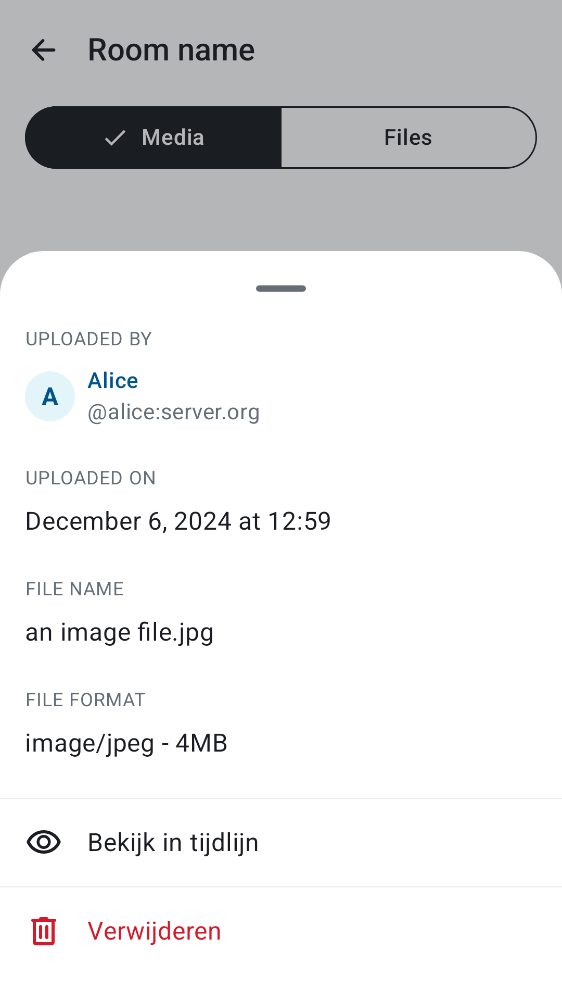 Room name
Media
Files
UPLOADED BY
A
Alice
@alice:server.org
UPLOADED ON
December 6, 2024 at 12:59
FILE NAME
an image file.jpg
FILE FORMAT
image/jpeg - 4MB
Bekijk in tijdlijn
Verwijderen